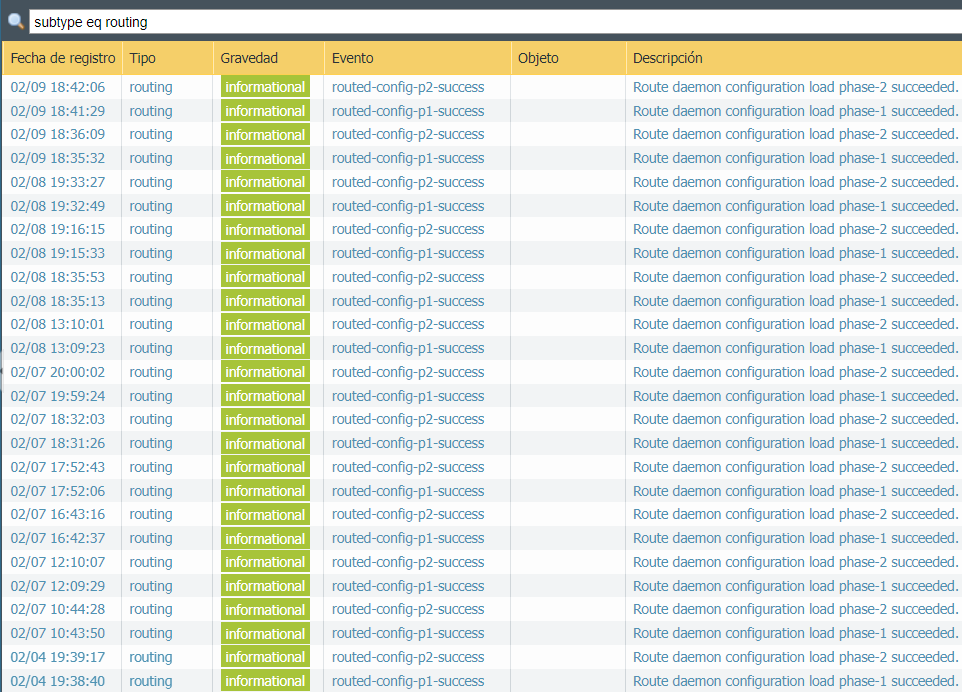 subtype eq routing
Fecha de registro Tipo Gravedad Evento Objeto Descripción
02/09 18:42:06 routing informational routed-config-p2-success Route daemon configuration load phase-2 succeeded.
02/09 18:41:29 routing informational routed-config-p1-success Route daemon configuration load phase-1 succeeded.
02/09 18:36:09 routing informational routed-config-p2-success Route daemon configuration load phase-2 succeeded.
02/09 18:35:32 routing informational routed-config-p1-success Route daemon configuration load phase-1 succeeded.
02/08 19:33:27 routing informational routed-config-p2-success Route daemon configuration load phase-2 succeeded.
02/08 19:32:49 routing informational routed-config-p1-success Route daemon configuration load phase-1 succeeded.
02/08 19:16:15 routing informational routed-config-p2-success Route daemon configuration load phase-2 succeeded.
02/08 19:15:33 routing informational routed-config-p1-success Route daemon configuration load phase-1 succeeded.
02/08 18:35:53 routing informational routed-config-p2-success Route daemon configuration load phase-2 succeeded.
02/08 18:35:13 routing informational routed-config-p1-success Route daemon configuration load phase-1 succeeded.
02/08 13:10:01 routing informational routed-config-p2-success Route daemon configuration load phase-2 succeeded.
02/08 13:09:23 routing informational routed-config-p1-success Route daemon configuration load phase-1 succeeded.
02/07 20:00:02 routing informational routed-config-p2-success Route daemon configuration load phase-2 succeeded.
02/07 19:59:24 routing informational routed-config-p1-success Route daemon configuration load phase-1 succeeded.
02/07 18:32:03 routing informational routed-config-p2-success Route daemon configuration load phase-2 succeeded.
02/07 18:31:26 routing informational routed-config-p1-success Route daemon configuration load phase-1 succeeded.
02/07 17:52:43 routing informational routed-config-p2-success Route daemon configuration load phase-2 succeeded.
02/07 17:52:06 routing informational routed-config-p1-success Route daemon configuration load phase-1 succeeded.
02/07 16:43:16 routing informational routed-config-p2-success Route daemon configuration load phase-2 succeeded.
02/07 16:42:37 routing informational routed-config-p1-success Route daemon configuration load phase-1 succeeded.
02/07 12:10:07 routing informational routed-config-p2-success Route daemon configuration load phase-2 succeeded.
02/07 12:09:29 routing informational routed-config-p1-success Route daemon configuration load phase-1 succeeded.
02/07 10:44:28 routing informational routed-config-p2-success Route daemon configuration load phase-2 succeeded.
02/07 10:43:50 routing informational routed-config-p1-success Route daemon configuration load phase-1 succeeded.
02/04 19:39:17 routing informational routed-config-p2-success Route daemon configuration load phase-2 succeeded.
02/04 19:38:40 routing informational routed-config-p1-success Route daemon configuration load phase-1 succeeded.